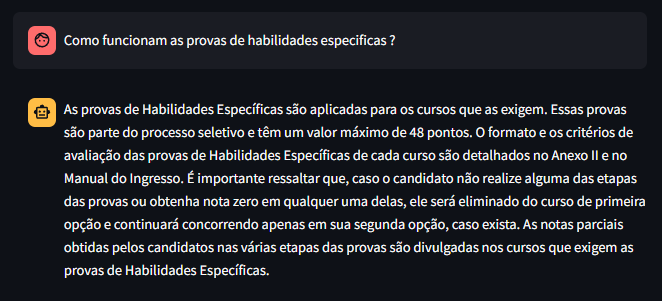 Como funcionam as provas de habilidades especificas ?
As provas de Habilidades Específicas são aplicadas para os cursos que as exigem. Essas provas
são parte do processo seletivo e têm um valor máximo de 48 pontos. O formato e os critérios de
avaliação das provas de Habilidades Específicas de cada curso são detalhados no Anexo II e no
Manual do Ingresso. É importante ressaltar que, caso o candidato não realize alguma das etapas
das provas ou obtenha nota zero em qualquer uma delas, ele será eliminado do curso de primeira
opção e continuará concorrendo apenas em sua segunda opção, caso exista. As notas parciais
obtidas pelos candidatos nas várias etapas das provas são divulgadas nos cursos que exigem as
provas de Habilidades Específicas.